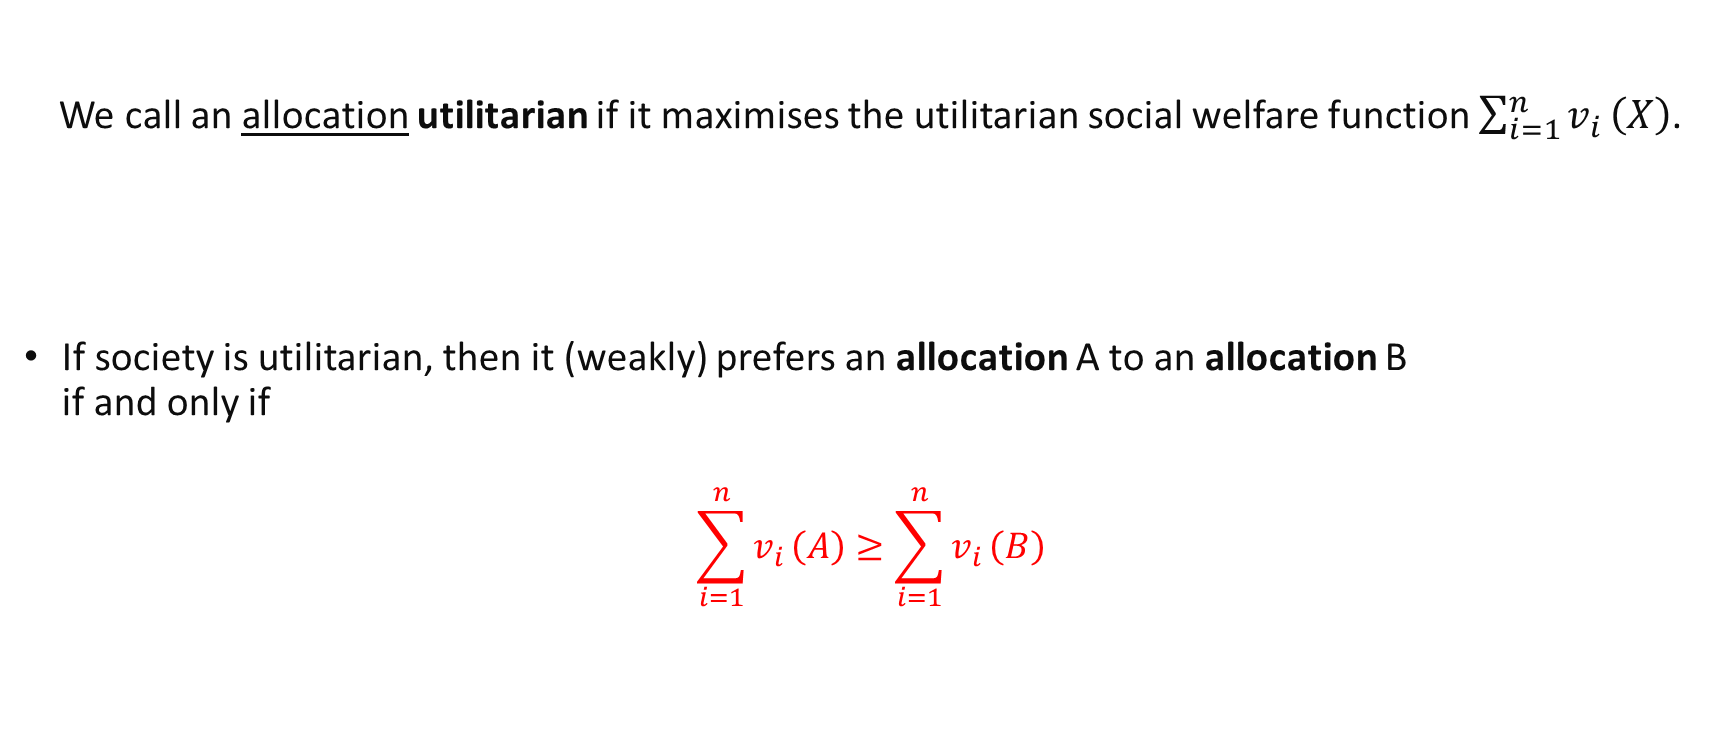 We call an allocation utilitarian if it maximises the utilitarian social welfare function ∑ⁿᵢ₌₁ vᵢ (X).
• If society is utilitarian, then it (weakly) prefers an allocation A to an allocation B
if and only if
∑ⁿᵢ₌₁ vᵢ (A) ≥ ∑ⁿᵢ₌₁ vᵢ (B)